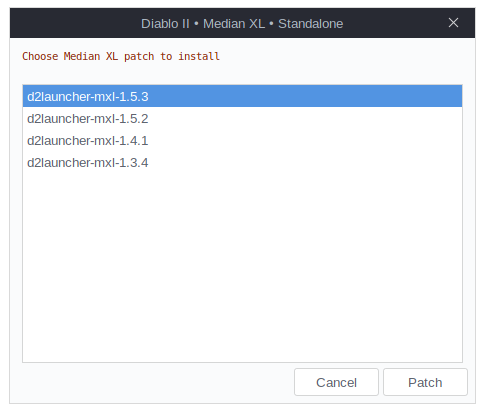 Diablo II • Median XL • Standalone
Choose Median XL patch to install
d2launcher-mxl-1.5.3
d2launcher-mxl-1.5.2
d2launcher-mxl-1.4.1
d2launcher-mxl-1.3.4
Cancel
Patch